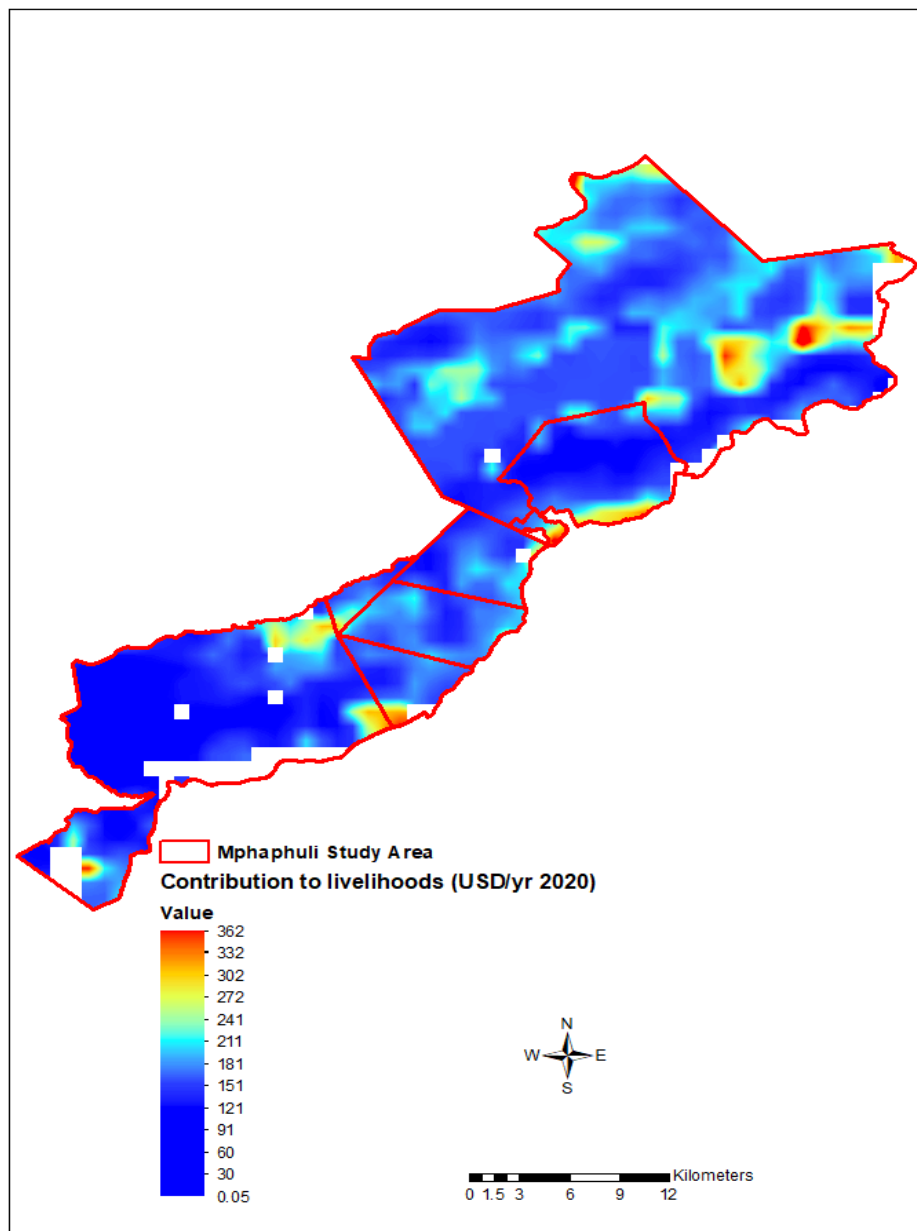 Mphaphuli Study Area
Contribution to livelihoods (USD/yr 2020)
Value
362
332
302
272
241
211
181
151
121
91
60
30
0.05
N
W E
S
Kilometers
0 1.5 3 6 9 12